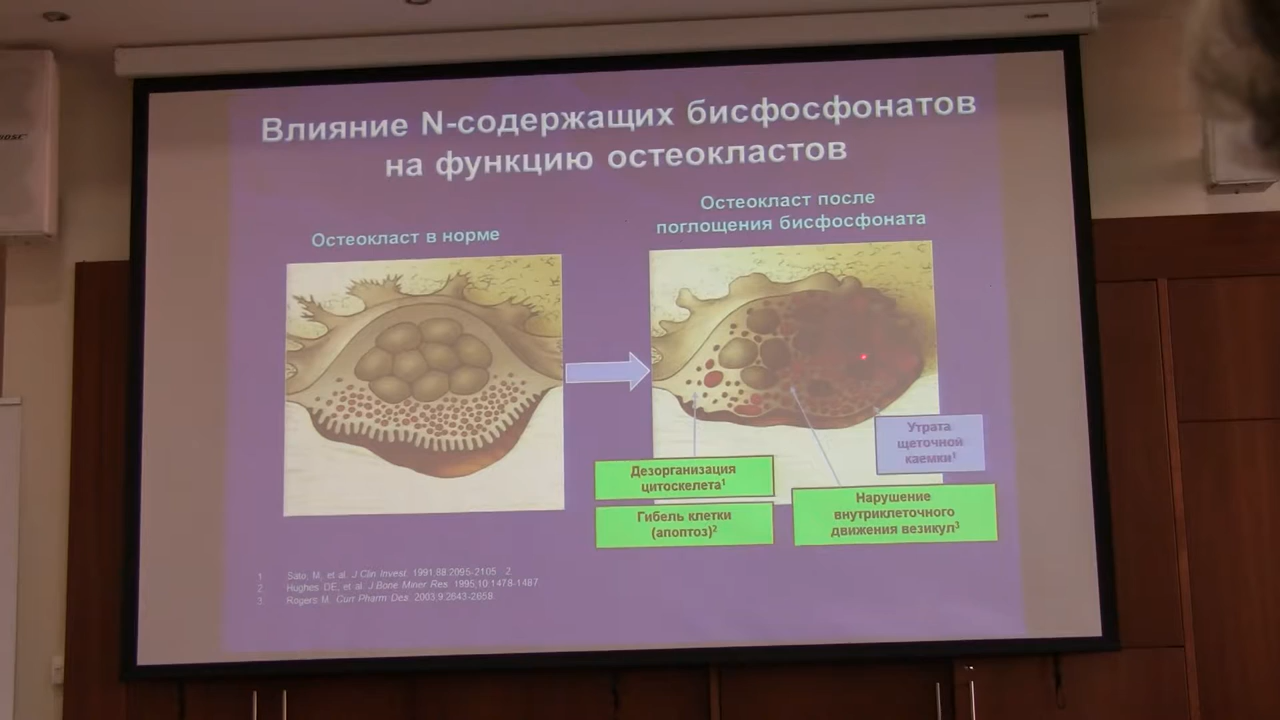 Влияние N-содержащих бисфосфонатов
на функцию остеокластов
Остеокласт в норме
Остеокласт после
поглощения бисфосфоната
Утрата
щеточной
каемки¹
Дезорганизация
цитоскелета¹
Гибель клетки
(апоптоз)²
Нарушение
внутриклеточного
движения везикул³
1 Sato, M, et al. J Clin Invest. 1991;88:2095-2105 2.
2 Hughes DE, et al. J Bone Miner Res. 1995;10:1478-1487
3 Rogers M. Curr Pharm Des. 2003;9:2643-2658.